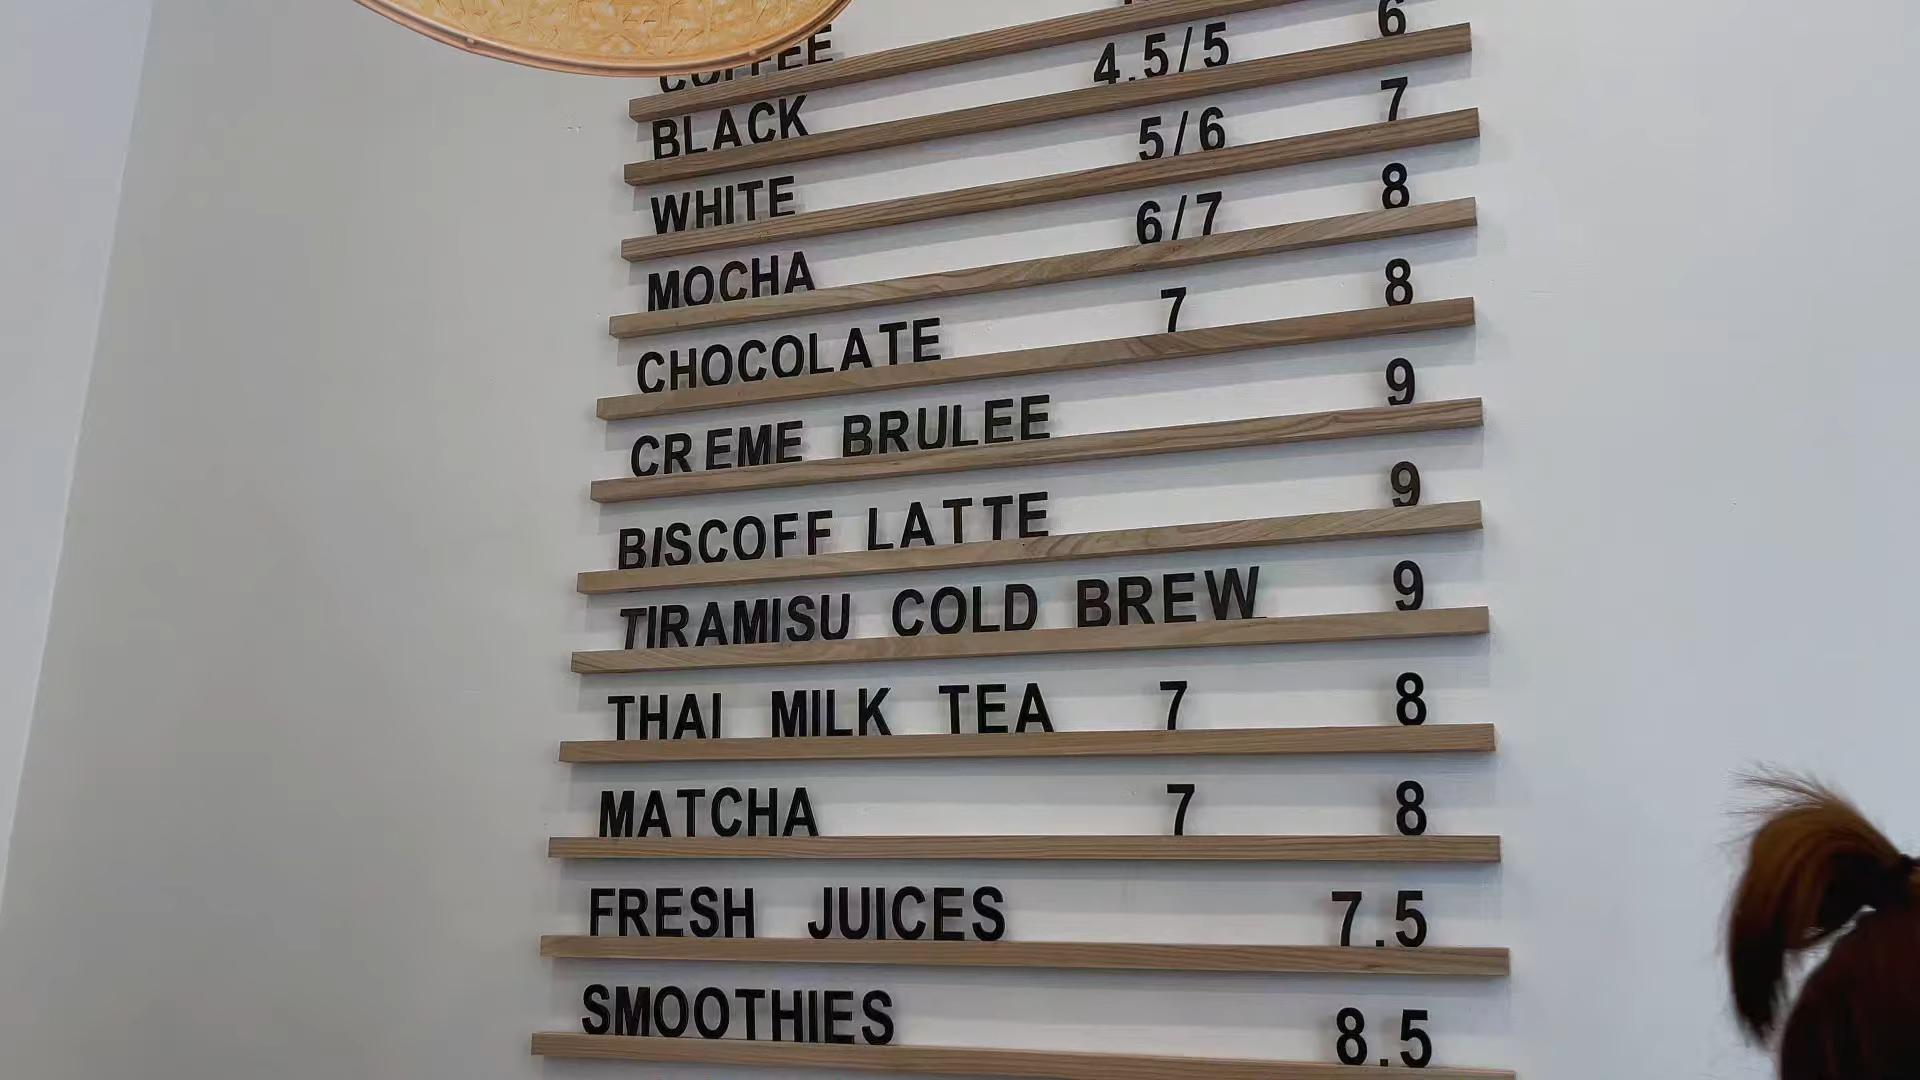 COFFEE
BLACK 4.5/5 6
WHITE 5/6 7
MOCHA 6/7 8
CHOCOLATE 7 8
CREME BRULEE 9
BISCOFF LATTE 9
TIRAMISU COLD BREW 9
THAI MILK TEA 7 8
MATCHA 7 8
FRESH JUICES 7.5
SMOOTHIES 8.5